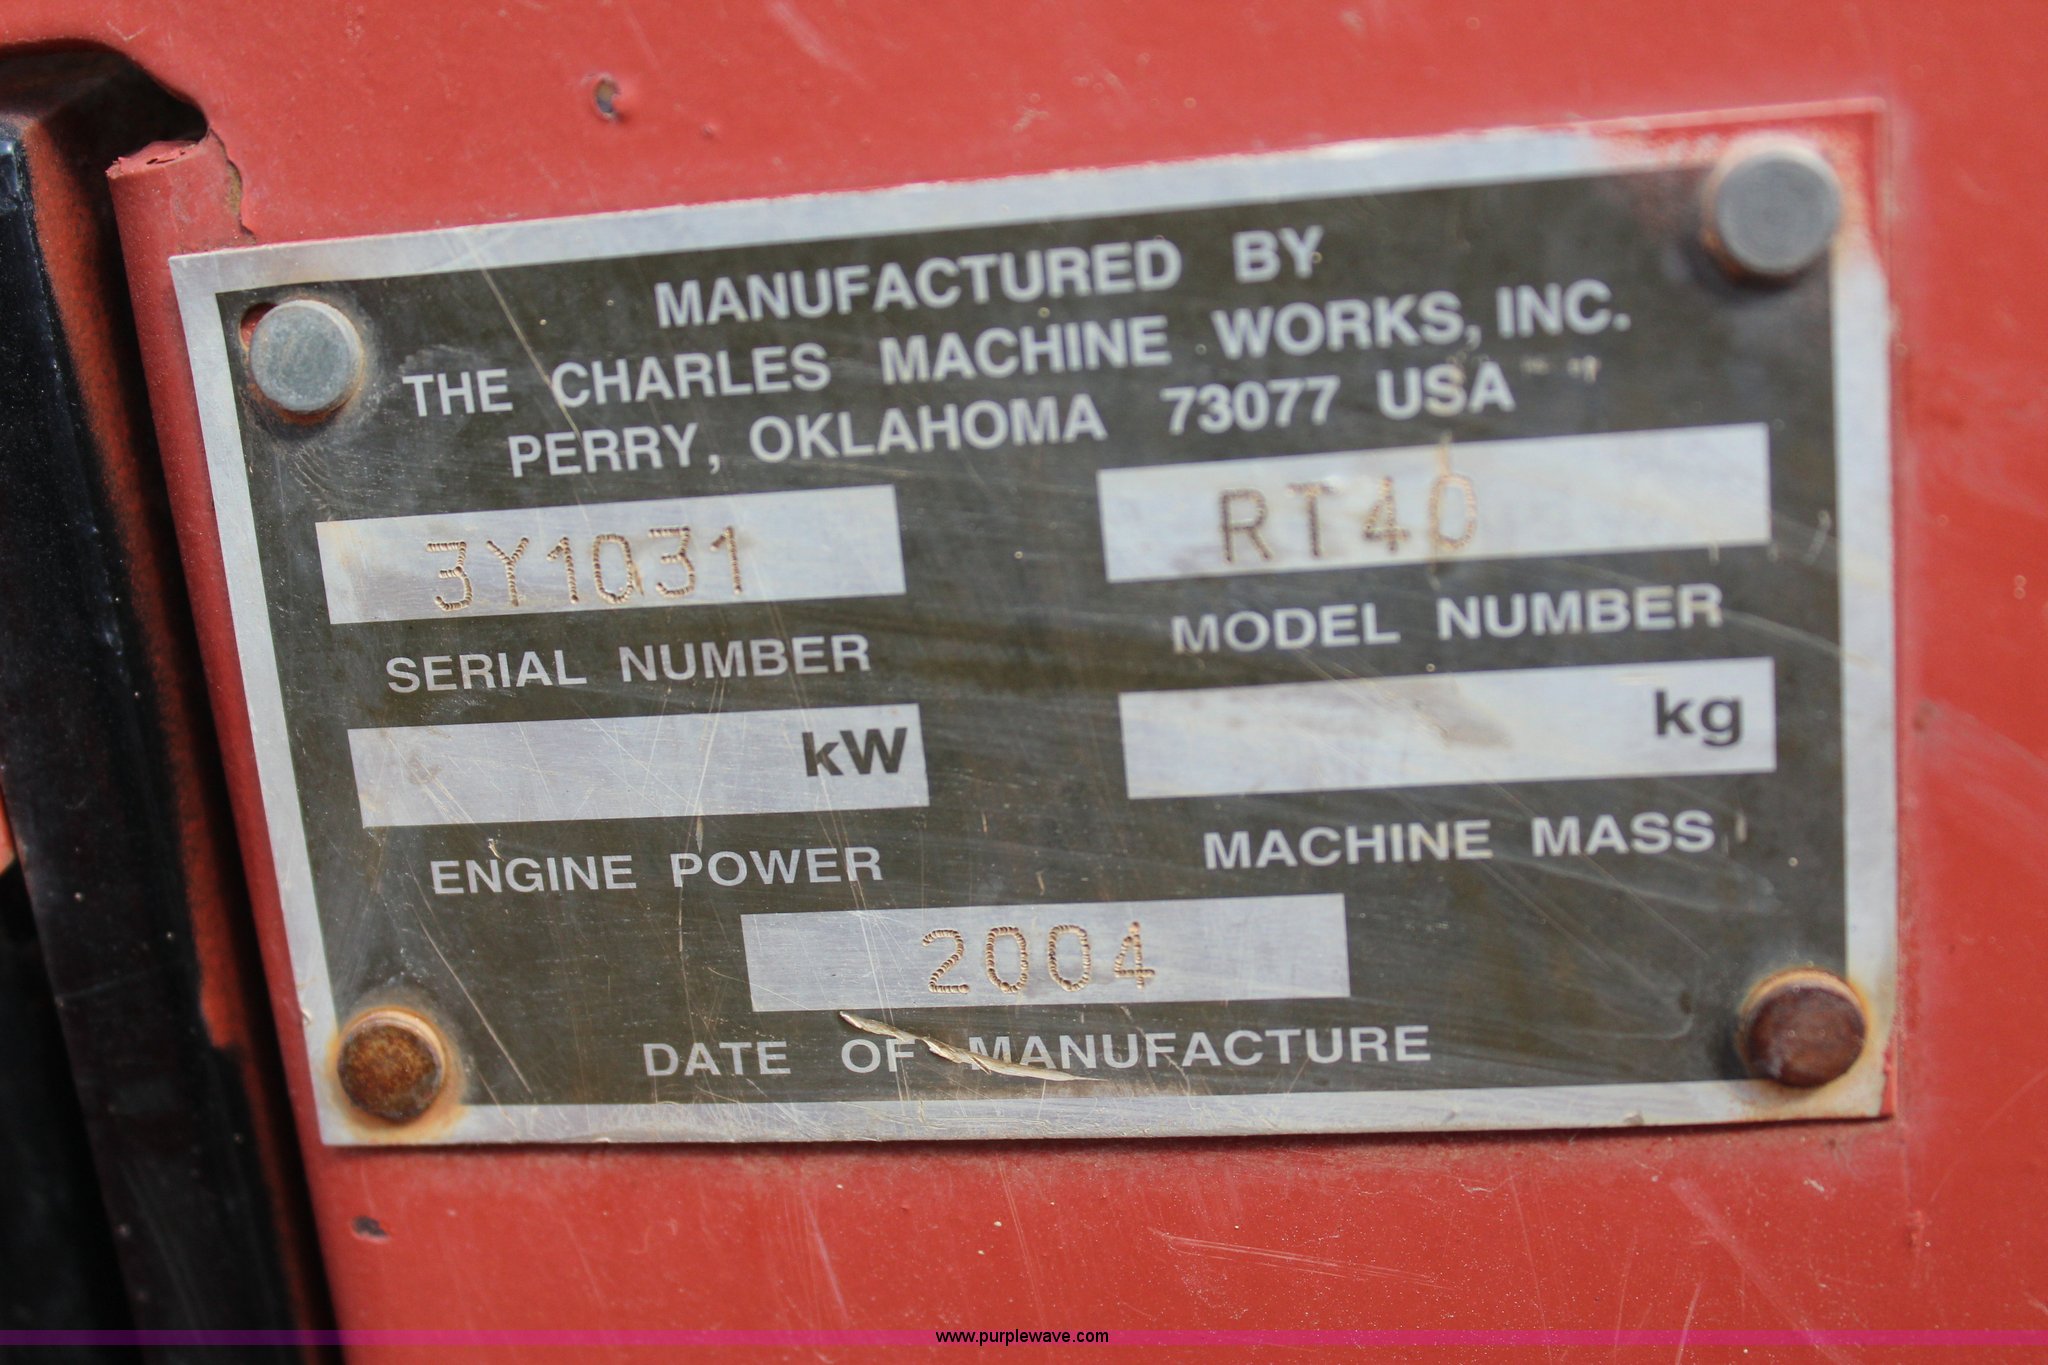 MANUFACTURED BY
THE CHARLES MACHINE WORKS, INC.
PERRY, OKLAHOMA 73077 USA
3Y1031
RT40
SERIAL NUMBER
MODEL NUMBER
kW
kg
ENGINE POWER
MACHINE MASS
2004
DATE OF MANUFACTURE
www.purplewave.com